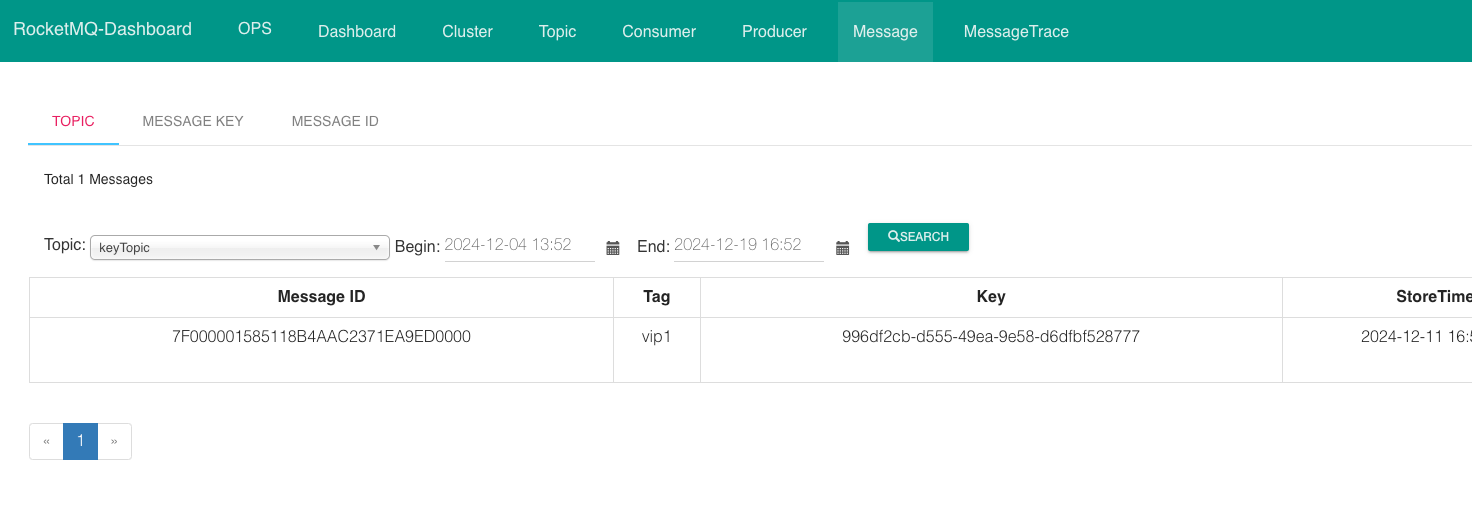 RocketMQ-Dashboard OPS Dashboard Cluster Topic Consumer Producer Message MessageTrace
TOPIC MESSAGE KEY MESSAGE ID
Total 1 Messages
Topic: keyTopic Begin: 2024-12-04 13:52 End: 2024-12-19 16:52 SEARCH
Message ID Tag Key StoreTime
7F000001585118B4AAC2371EA9ED0000 vip1 996df2cb-d555-49ea-9e58-d6dfbf528777 2024-12-11 16:5
« 1 »